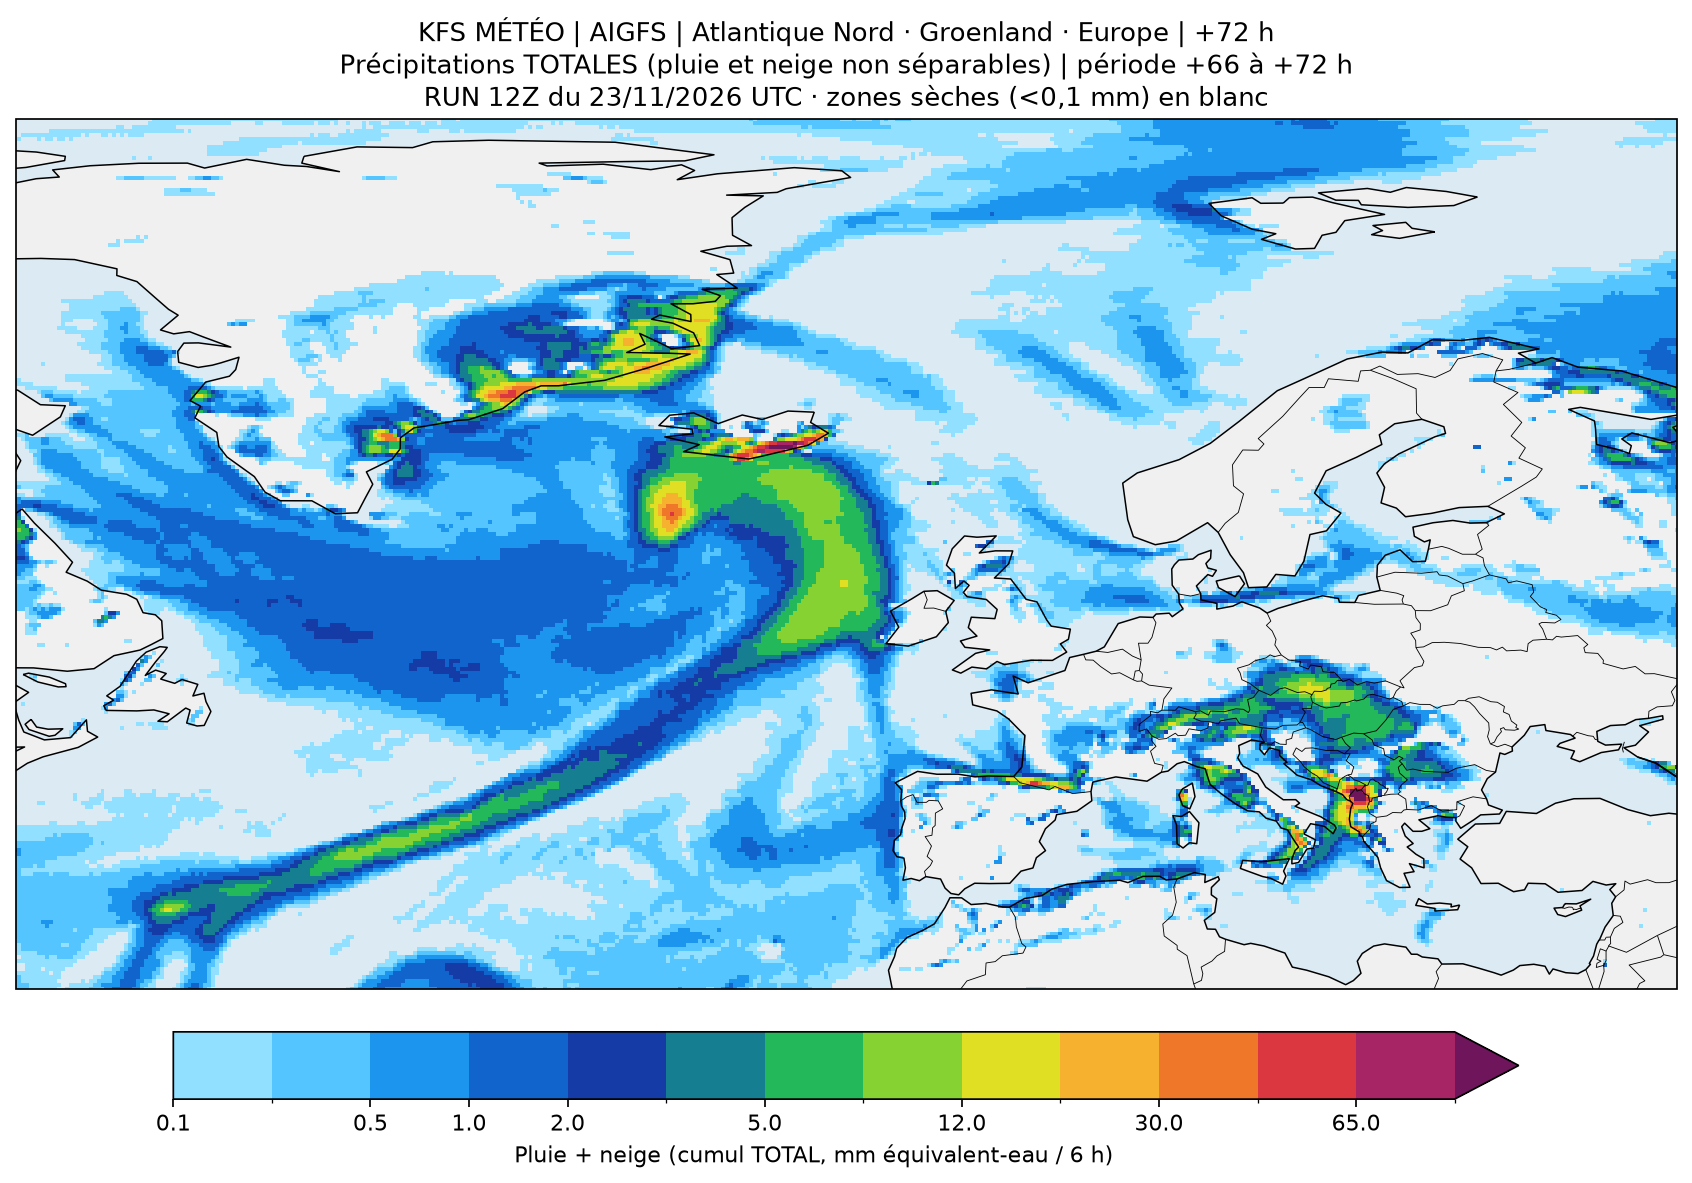 KFS MÉTÉO | AIGFS | Atlantique Nord · Groenland · Europe | +72 h
Précipitations TOTALES (pluie et neige non séparables) | période +66 à +72 h
RUN 12Z du 23/11/2026 UTC · zones sèches (<0,1 mm) en blanc
0.1 0.5 1.0 2.0 5.0 12.0 30.0 65.0
Pluie + neige (cumul TOTAL, mm équivalent-eau / 6 h)